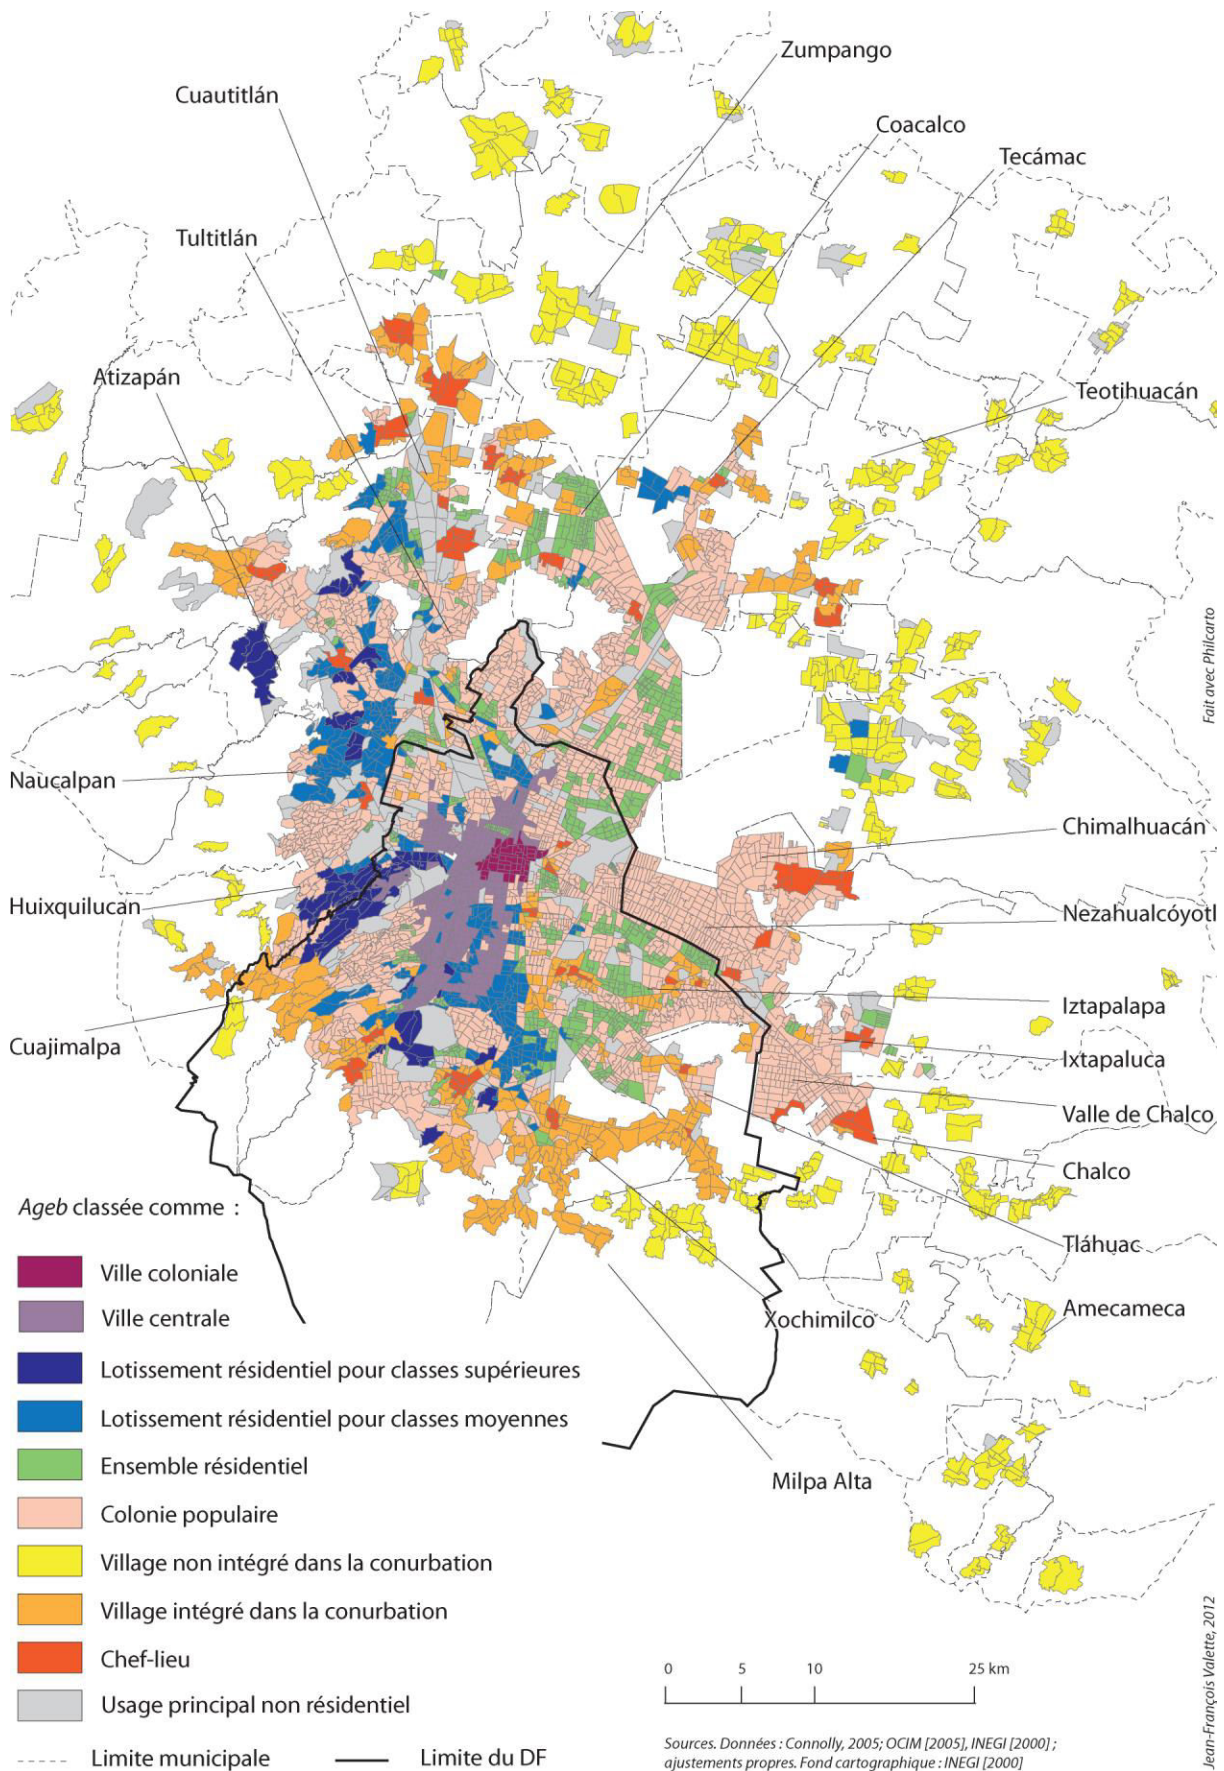 Zumpango
Cuautitlán
Coacalco
Tecámac
Tultitlán
Atizapán
Teotihuacán
Fait avec Philcarto
Naucalpan
Chimalhuacán
Huixquilucan
Nezahualcóyotl
Iztapalapa
Cuajimalpa
Ixtapaluca
Valle de Chalco
Chalco
Tláhuac
Xochimilco
Amecameca
Milpa Alta
Ageb classée comme :
Ville coloniale
Ville centrale
Lotissement résidentiel pour classes supérieures
Lotissement résidentiel pour classes moyennes
Ensemble résidentiel
Colonie populaire
Village non intégré dans la conurbation
Village intégré dans la conurbation
Chef-lieu
Usage principal non résidentiel
Limite municipale
Limite du DF
0 5 10 25 km
Sources. Données : Connolly, 2005; OCIM [2005], INEGI [2000] ;
ajustements propres. Fond cartographique : INEGI [2000]
Jean-François Valette, 2012